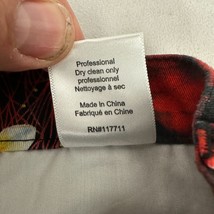 Professional
Dry clean only
professionnel
Nettoyage à sec
Made in China
Fabriqué en Chine
RN#117711